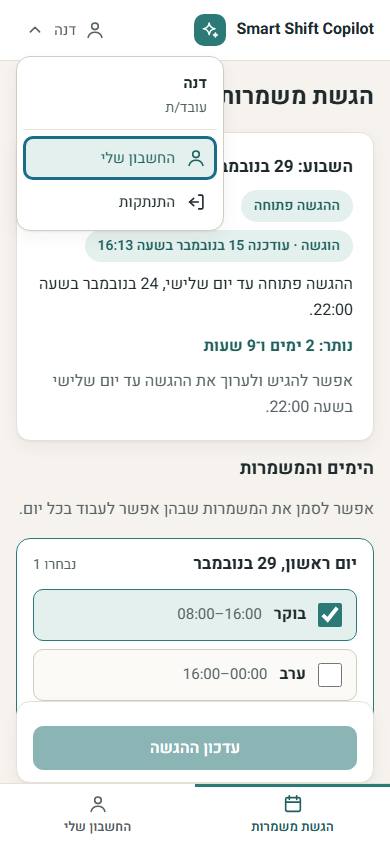 Smart Shift Copilot
דנה
דנה
עובד/ת
החשבון שלי
התנתקות
הגשת משמרות
השבוע: 29 בנובמב
ההגשה פתוחה
הוגשה · עודכנה 15 בנובמבר בשעה 16:13
ההגשה פתוחה עד יום שלישי, 24 בנובמבר בשעה
22:00.
נותר: 2 ימים ו־9 שעות
אפשר להגיש ולערוך את ההגשה עד יום שלישי
בשעה 22:00.
הימים והמשמרות
אפשר לסמן את המשמרות שבהן אפשר לעבוד בכל יום.
יום ראשון, 29 בנובמבר
נבחרו 1
בוקר 08:00–16:00
ערב 16:00–00:00
עדכון ההגשה
הגשת משמרות
החשבון שלי